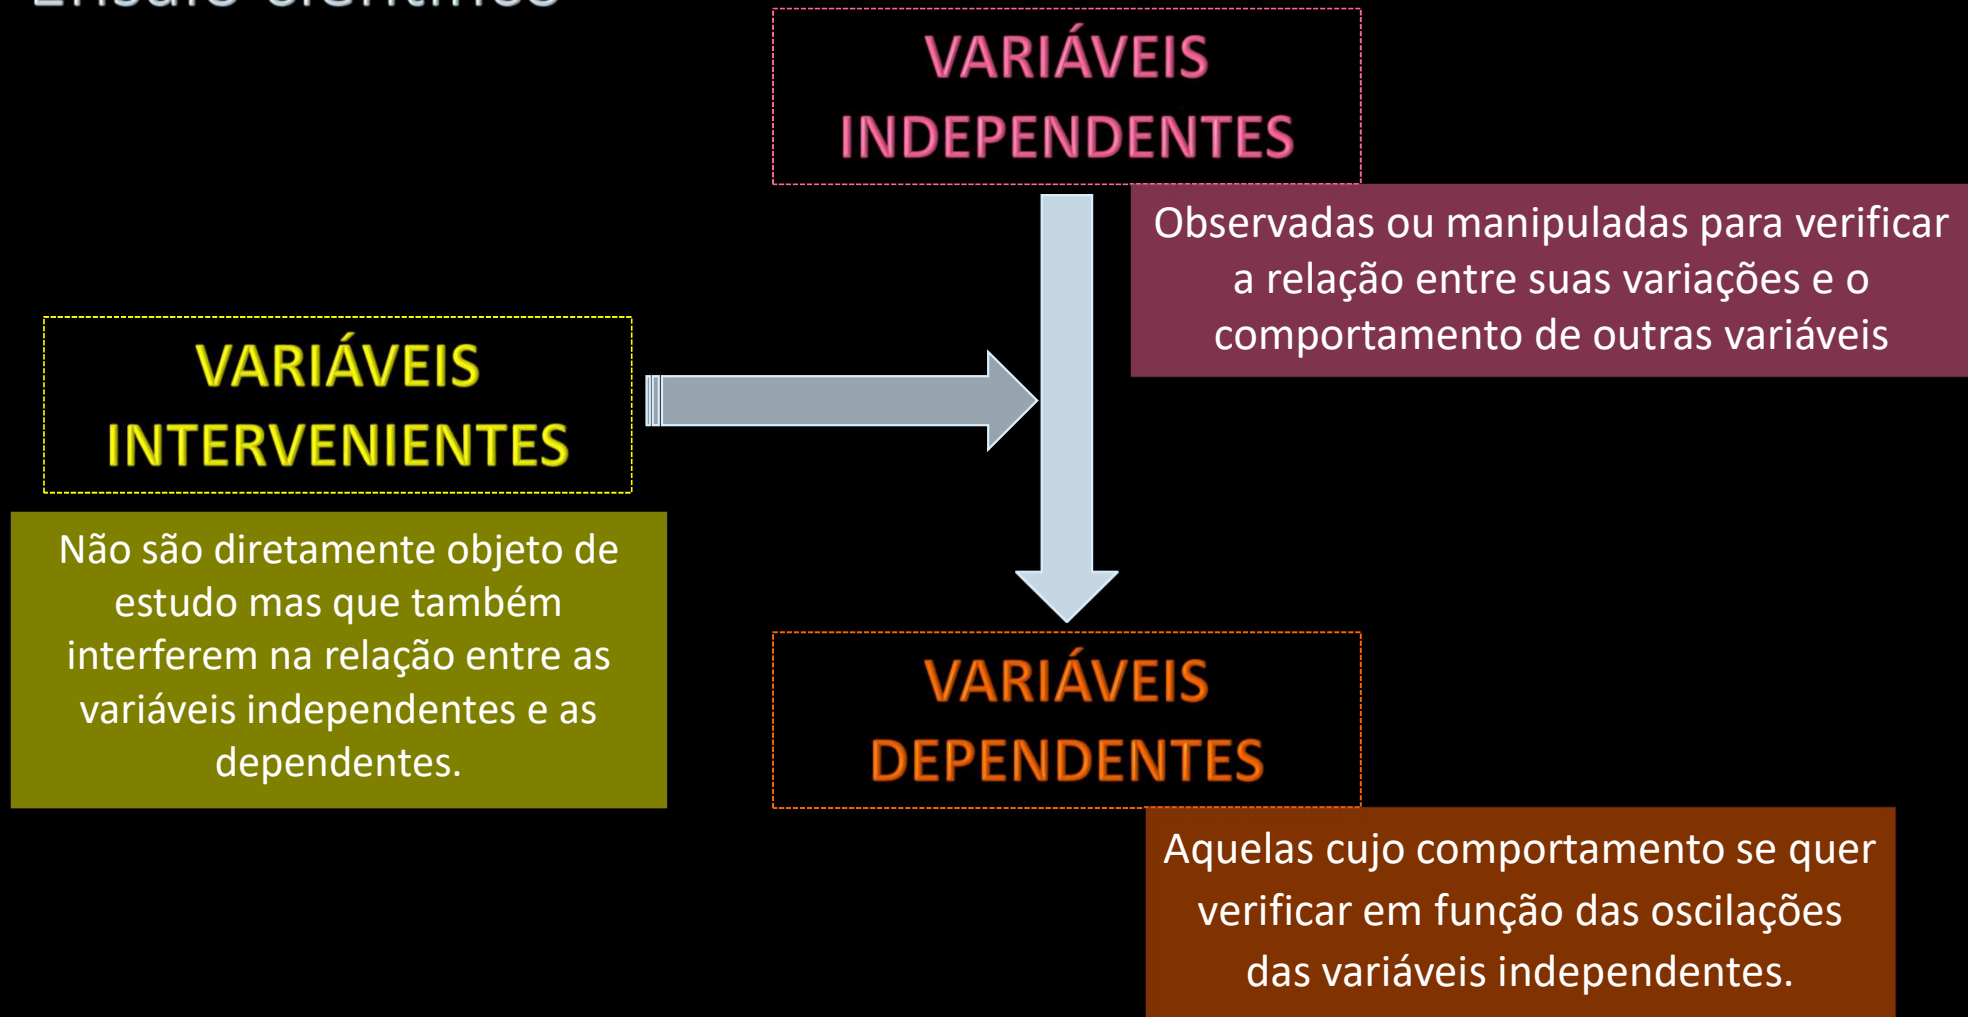 Ensaio científico
VARIÁVEIS
INDEPENDENTES
Observadas ou manipuladas para verificar
a relação entre suas variações e o
comportamento de outras variáveis
VARIÁVEIS
INTERVENIENTES
Não são diretamente objeto de
estudo mas que também
interferem na relação entre as
variáveis independentes e as
dependentes.
VARIÁVEIS
DEPENDENTES
Aquelas cujo comportamento se quer
verificar em função das oscilações
das variáveis independentes.